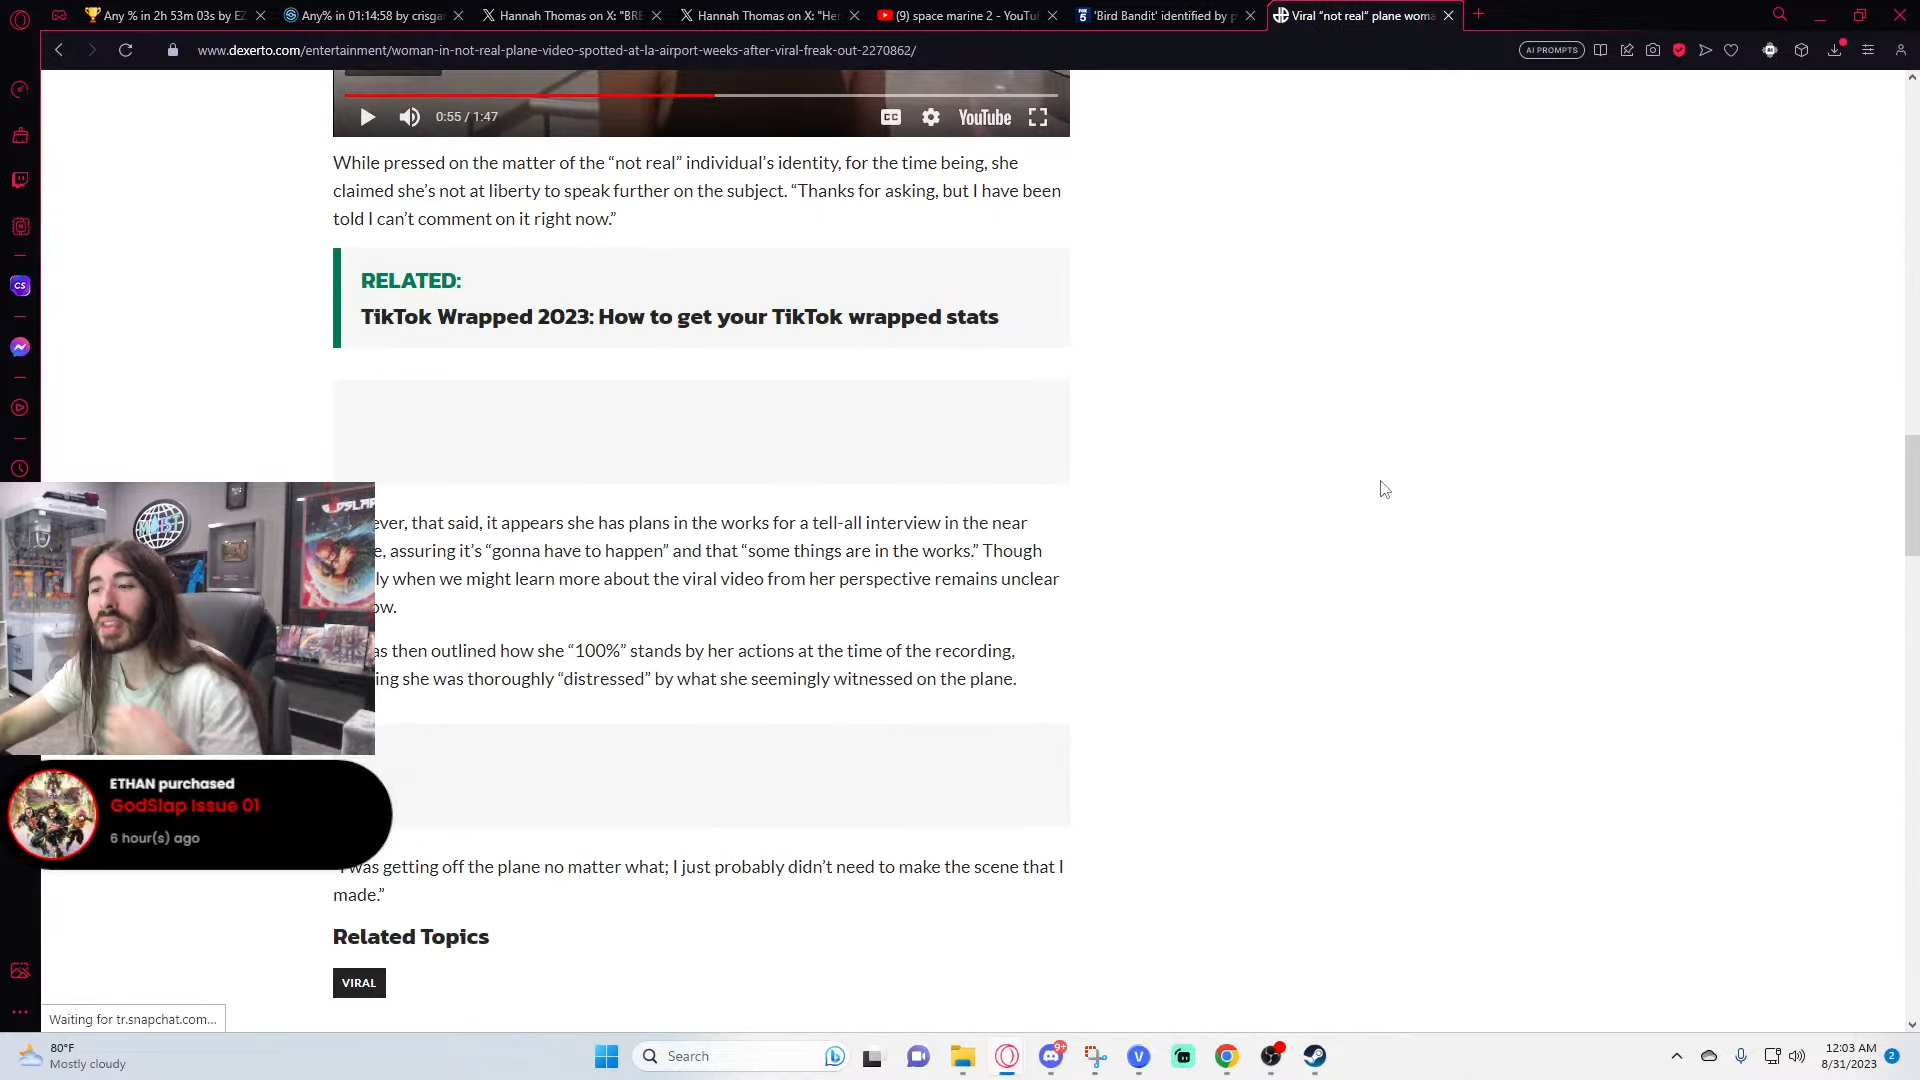 Any % in 2h 53m 03s by EZ
Any% in 01:14:58 by crisgar
Hannah Thomas on X: "BRE
Hannah Thomas on X: "Her
(9) space marine 2 - YouTu
'Bird Bandit' identified by p
Viral "not real" plane woma
www.dexerto.com/entertainment/woman-in-not-real-plane-video-spotted-at-la-airport-weeks-after-viral-freak-out-2270862/
AI PROMPTS
0:55 / 1:47
CC
YouTube
While pressed on the matter of the “not real” individual’s identity, for the time being, she
claimed she’s not at liberty to speak further on the subject. “Thanks for asking, but I have been
told I can’t comment on it right now.”
RELATED:
TikTok Wrapped 2023: How to get your TikTok wrapped stats
ever, that said, it appears she has plans in the works for a tell-all interview in the near
e, assuring it’s “gonna have to happen” and that “some things are in the works.” Though
ly when we might learn more about the viral video from her perspective remains unclear
ow.
as then outlined how she “100%” stands by her actions at the time of the recording,
ing she was thoroughly “distressed” by what she seemingly witnessed on the plane.
ETHAN purchased
GodSlap Issue 01
6 hour(s) ago
“I was getting off the plane no matter what; I just probably didn’t need to make the scene that I
made.”
Related Topics
VIRAL
Waiting for tr.snapchat.com...
80°F
Mostly cloudy
Search
9+
12:03 AM
8/31/2023
2